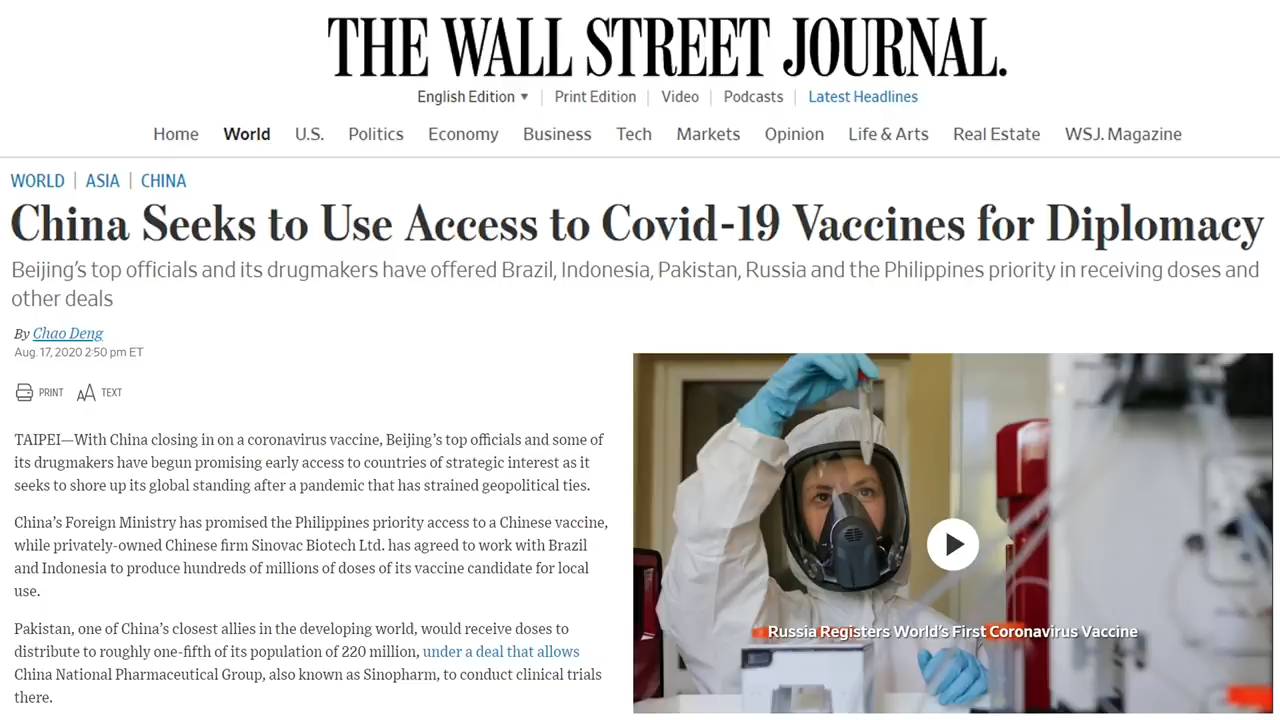 THE WALL STREET JOURNAL.
English Edition ▼ | Print Edition | Video | Podcasts | Latest Headlines
Home World U.S. Politics Economy Business Tech Markets Opinion Life & Arts Real Estate WSJ. Magazine
WORLD | ASIA | CHINA
China Seeks to Use Access to Covid-19 Vaccines for Diplomacy
Beijing’s top officials and its drugmakers have offered Brazil, Indonesia, Pakistan, Russia and the Philippines priority in receiving doses and
other deals
By Chao Deng
Aug. 17, 2020 2:50 pm ET
PRINT AA TEXT
TAIPEI—With China closing in on a coronavirus vaccine, Beijing’s top officials and some of
its drugmakers have begun promising early access to countries of strategic interest as it
seeks to shore up its global standing after a pandemic that has strained geopolitical ties.
China’s Foreign Ministry has promised the Philippines priority access to a Chinese vaccine,
while privately-owned Chinese firm Sinovac Biotech Ltd. has agreed to work with Brazil
and Indonesia to produce hundreds of millions of doses of its vaccine candidate for local
use.
Pakistan, one of China’s closest allies in the developing world, would receive doses to
distribute to roughly one-fifth of its population of 220 million, under a deal that allows
China National Pharmaceutical Group, also known as Sinopharm, to conduct clinical trials
there.
Russia Registers World’s First Coronavirus Vaccine